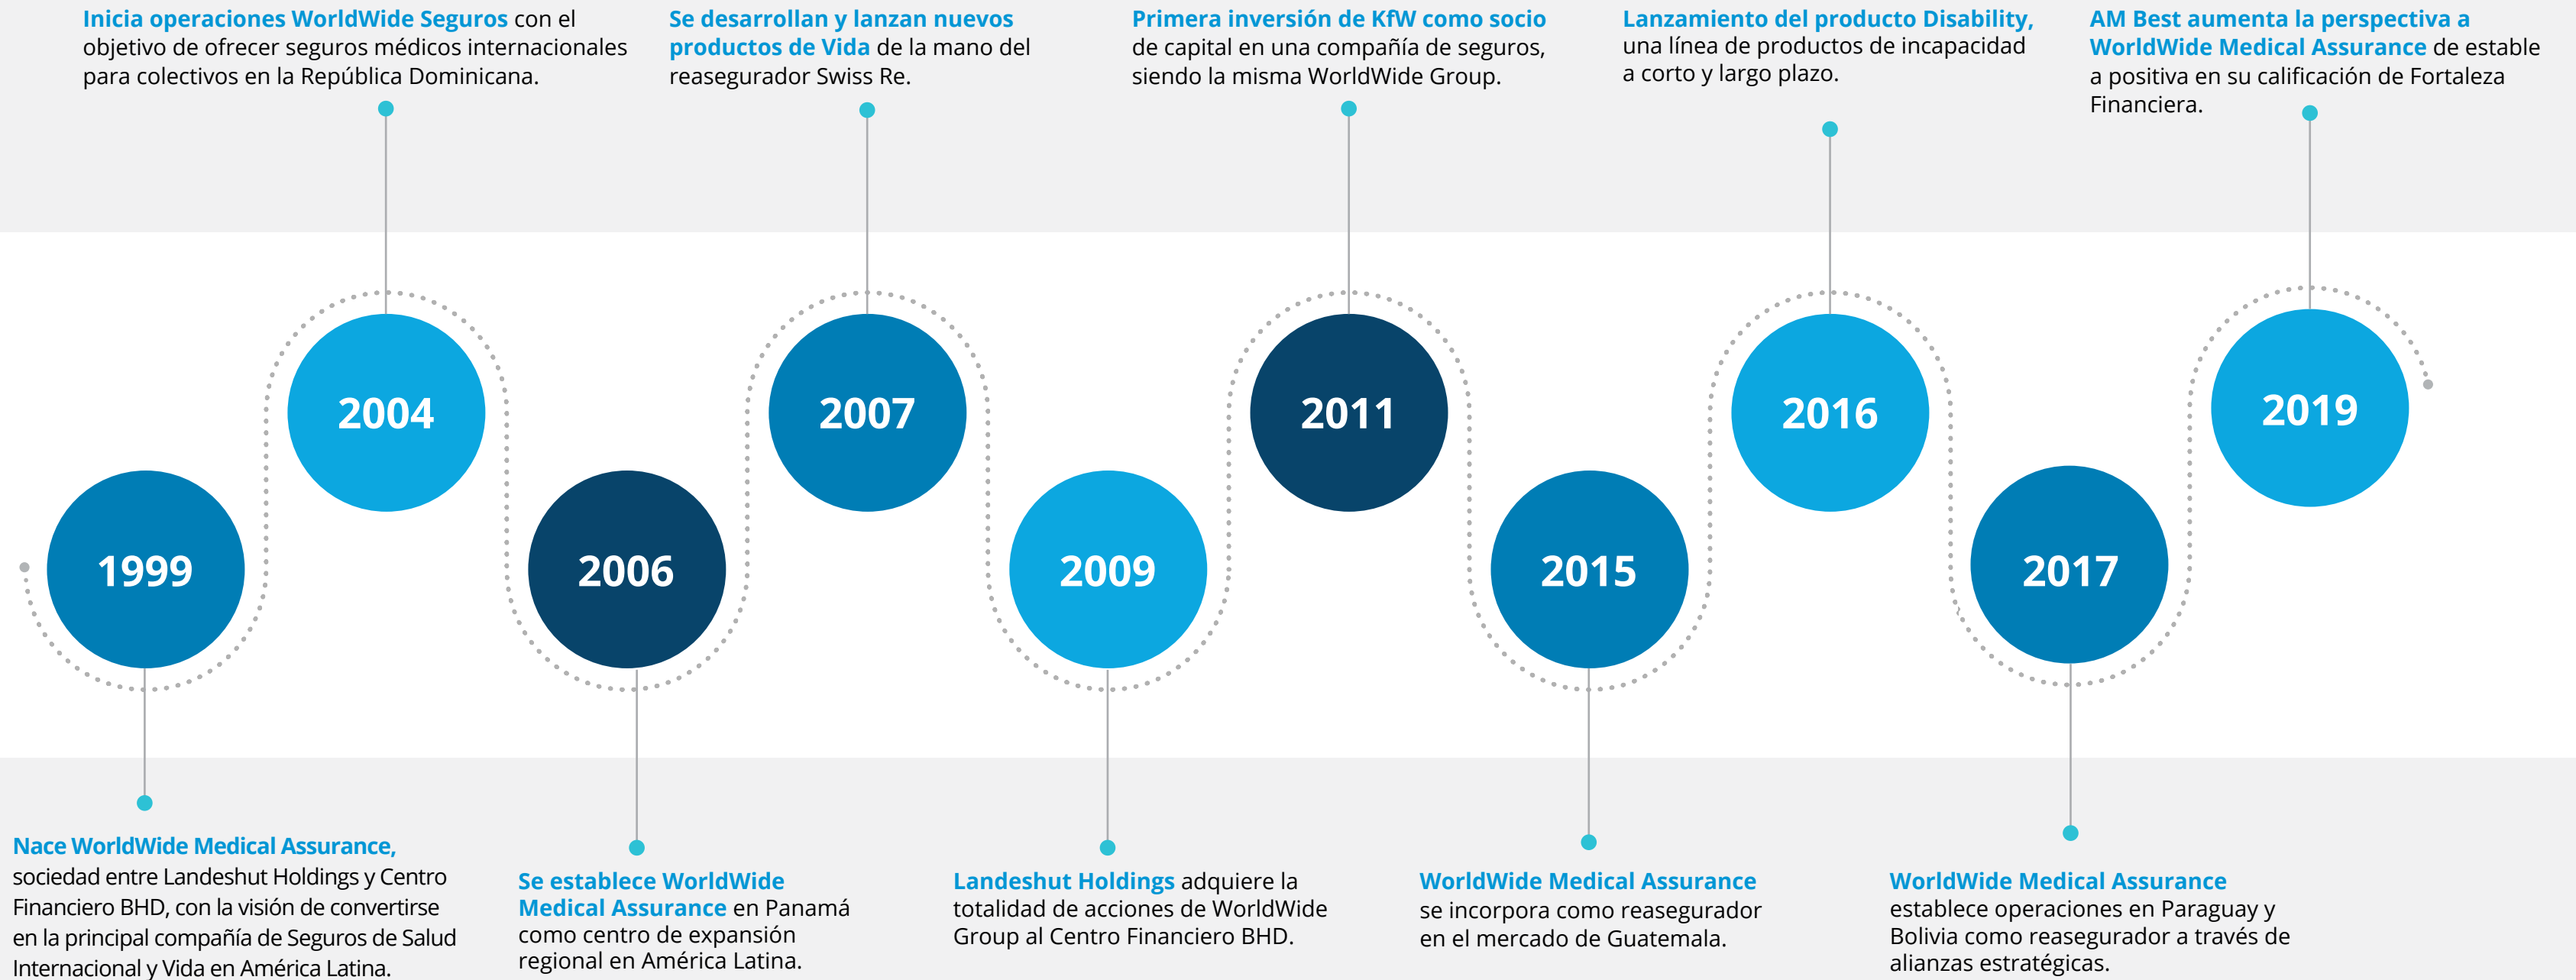 Inicia operaciones WorldWide Seguros con el
objetivo de ofrecer seguros médicos internacionales
para colectivos en la República Dominicana.
Se desarrollan y lanzan nuevos
productos de Vida de la mano del
reasegurador Swiss Re.
Primera inversión de KfW como socio
de capital en una compañía de seguros,
siendo la misma WorldWide Group.
Lanzamiento del producto Disability,
una línea de productos de incapacidad
a corto y largo plazo.
AM Best aumenta la perspectiva a
WorldWide Medical Assurance de estable
a positiva en su calificación de Fortaleza
Financiera.
2004
2007
2011
2016
2019
1999
2006
2009
2015
2017
Nace WorldWide Medical Assurance,
sociedad entre Landeshut Holdings y Centro
Financiero BHD, con la visión de convertirse
en la principal compañía de Seguros de Salud
Internacional y Vida en América Latina.
Se establece WorldWide
Medical Assurance en Panamá
como centro de expansión
regional en América Latina.
Landeshut Holdings adquiere la
totalidad de acciones de WorldWide
Group al Centro Financiero BHD.
WorldWide Medical Assurance
se incorpora como reasegurador
en el mercado de Guatemala.
WorldWide Medical Assurance
establece operaciones en Paraguay y
Bolivia como reasegurador a través de
alianzas estratégicas.